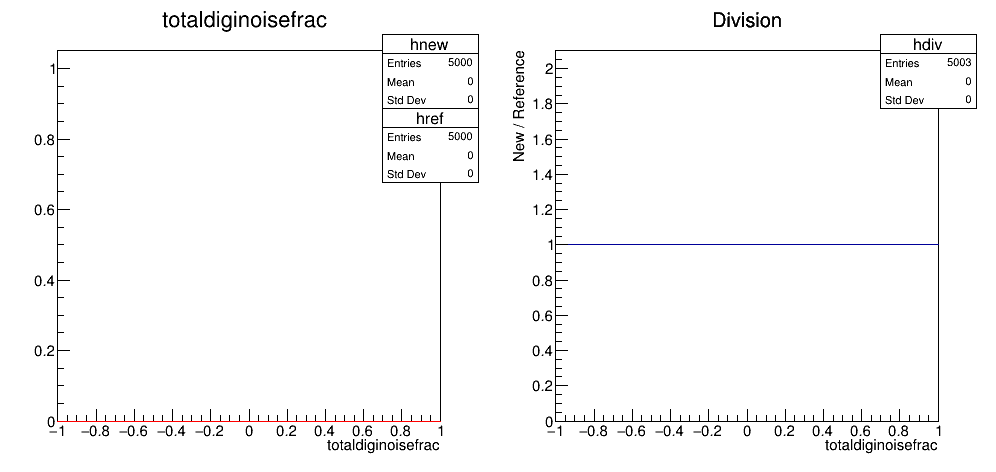 totaldiginoisefrac
hnew
Entries 5000
Mean 0
Std Dev 0
href
Entries 5000
Mean 0
Std Dev 0
1
0.8
0.6
0.4
0.2
0
−1 −0.8 −0.6 −0.4 −0.2 0 0.2 0.4 0.6 0.8 1
totaldiginoisefrac
Division
hdiv
Entries 5003
Mean 0
Std Dev 0
New / Reference
2
1.8
1.6
1.4
1.2
1
0.8
0.6
0.4
0.2
0
−1 −0.8 −0.6 −0.4 −0.2 0 0.2 0.4 0.6 0.8 1
totaldiginoisefrac